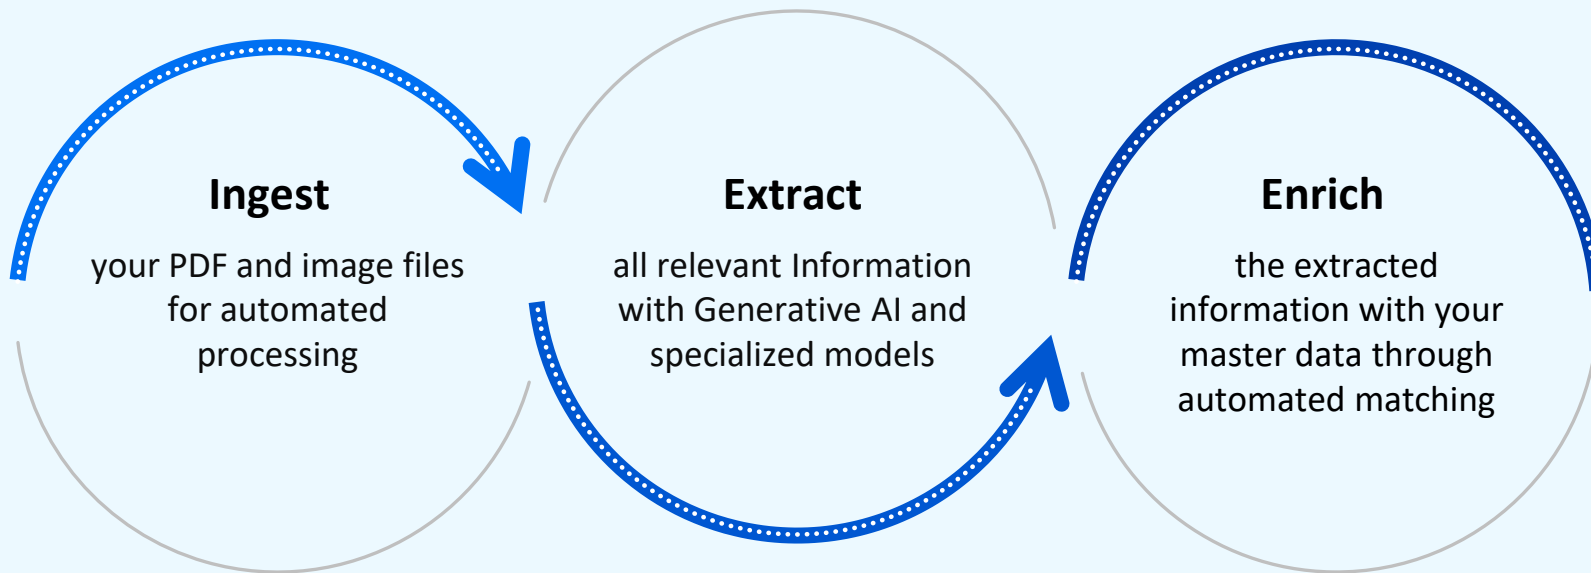 Ingest
your PDF and image files
for automated
processing
Extract
all relevant Information
with Generative AI and
specialized models
Enrich
the extracted
information with your
master data through
automated matching